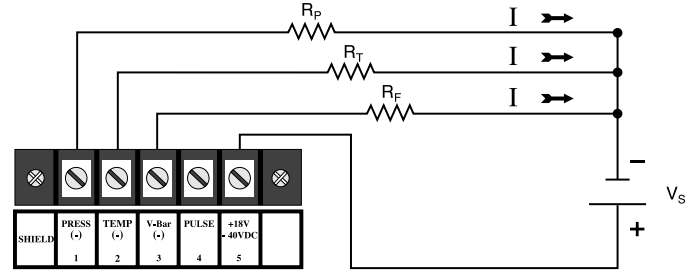 R_P I
R_T I
R_F I
-
V_S
+
SHIELD
PRESS
(-)
1
TEMP
(-)
2
V-Bar
(-)
3
PULSE
4
+18V
- 40VDC
5